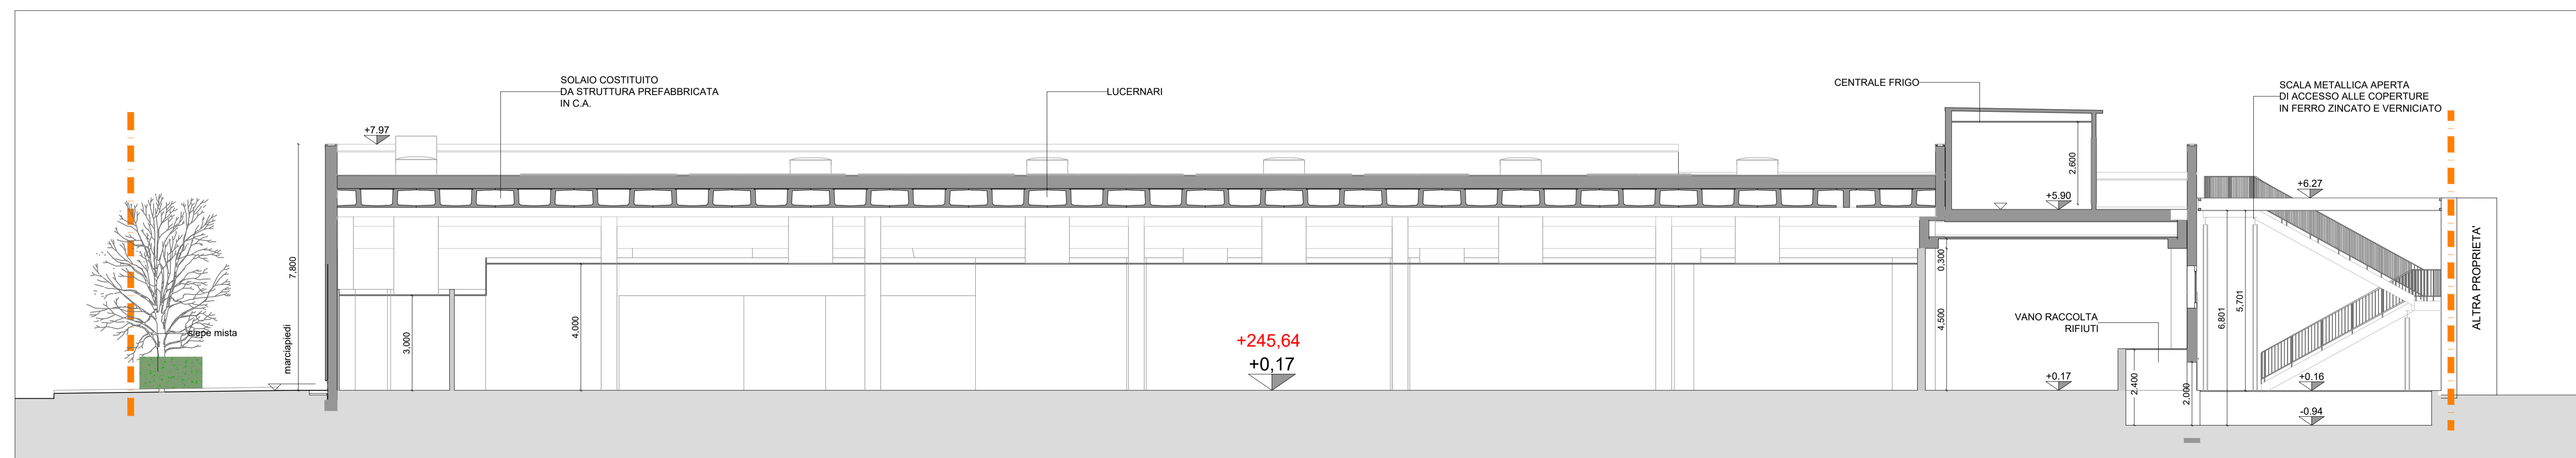 SOLAIO COSTITUITO
DA STRUTTURA PREFABBRICATA
IN C.A.
LUCERNARI
CENTRALE FRIGO
SCALA METALLICA APERTA
DI ACCESSO ALLE COPERTURE
IN FERRO ZINCATO E VERNICIATO
+7.97
2,600
+5.90
+6.27
7,800
siepe mista
marciapiedi
3,000
4,000
+245,64
+0,17
0,300
4,500
VANO RACCOLTA
RIFIUTI
+0.17
2,400
2,000
6,801
5,701
+0.16
-0.94
ALTRA PROPRIETA'